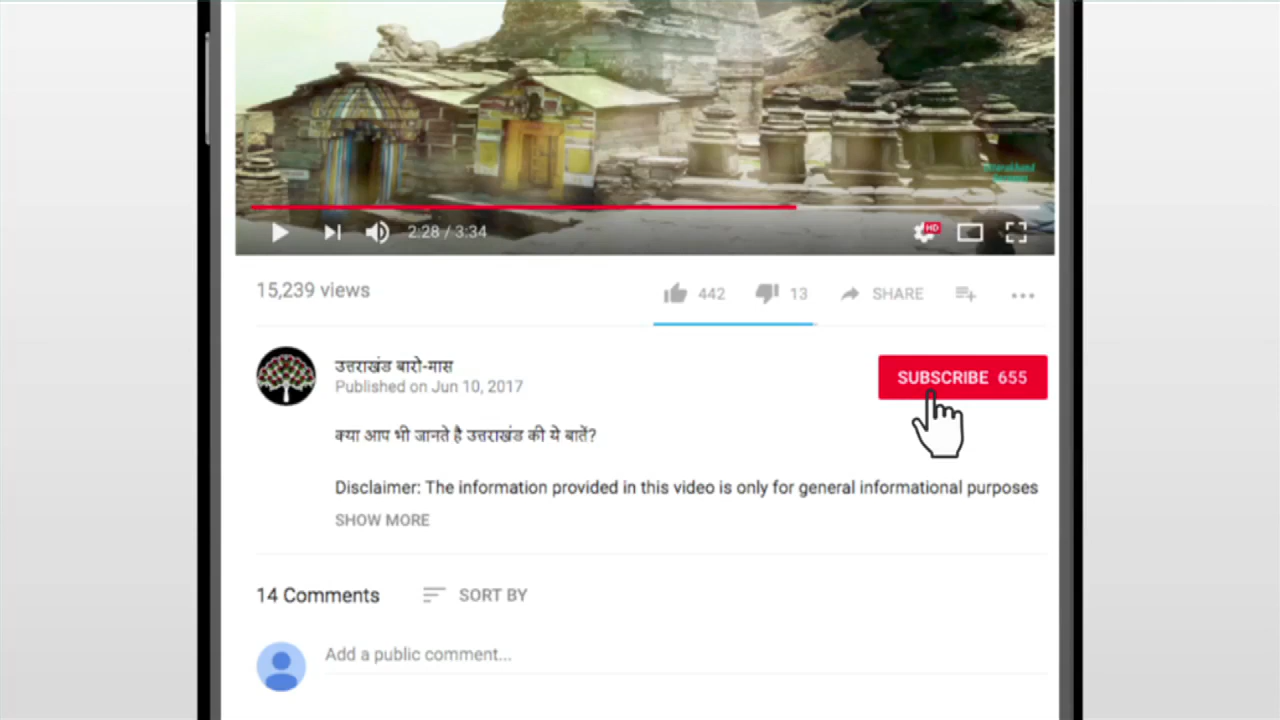 Uttarakhand
HD
2:28 / 3:34
15,239 views
442
13
SHARE
उत्तराखंड बारो-मास
SUBSCRIBE 655
Published on Jun 10, 2017
क्या आप भी जानते है उत्तराखंड की ये बातें?
Disclaimer: The information provided in this video is only for general informational purposes
SHOW MORE
14 Comments
SORT BY
Add a public comment...